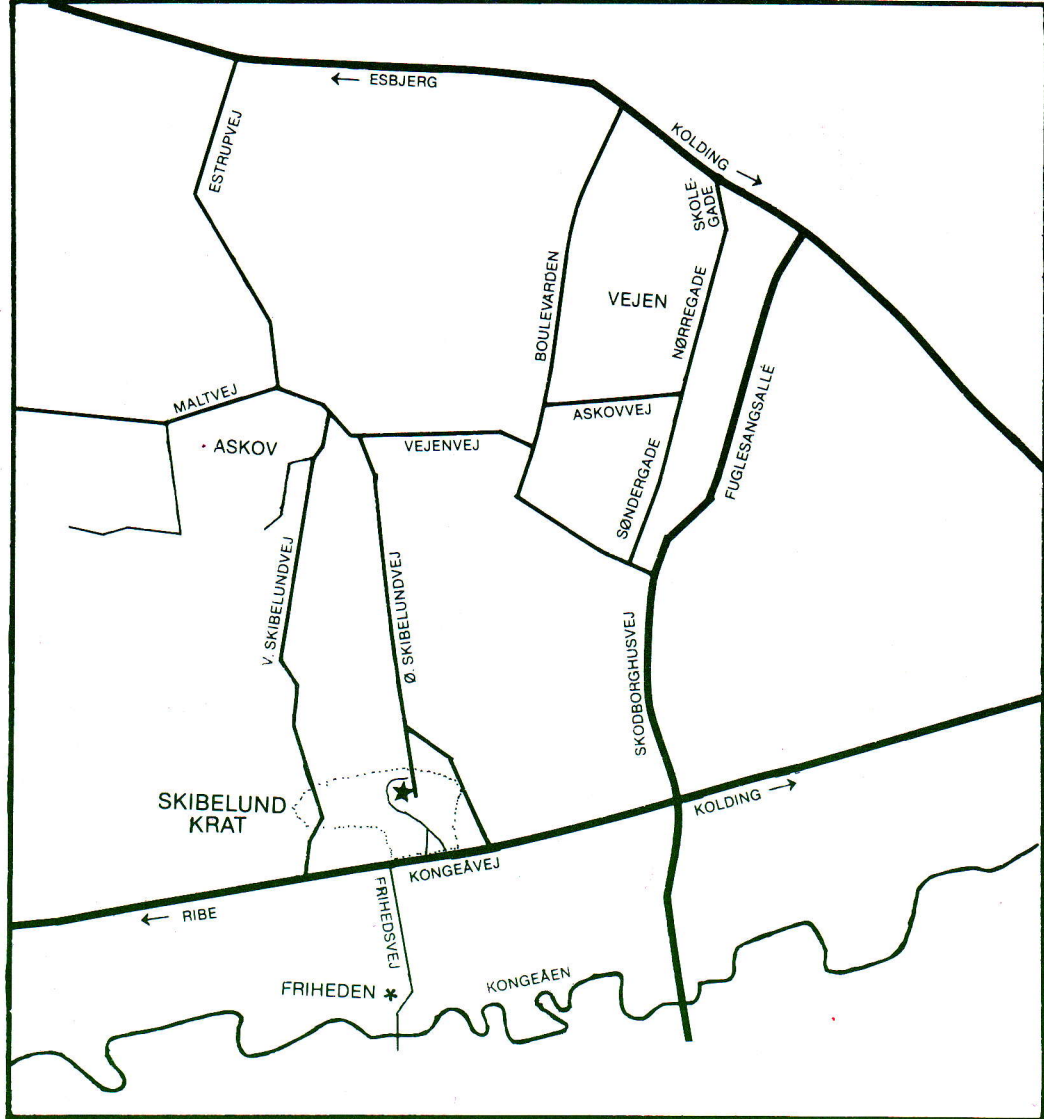 ← ESBJERG
KOLDING →
ESTRUPVEJ
SKOLE-
GADE
BOULEVARDEN
VEJEN
NØRREGADE
MALTVEJ
ASKOVVEJ
FUGLESANGSALLÉ
ASKOV
VEJENVEJ
SØNDERGADE
V. SKIBELUNDVEJ
Ø. SKIBELUNDVEJ
SKODBORGHUSVEJ
SKIBELUND
KRAT
KOLDING →
KONGEÅVEJ
← RIBE
FRIHEDSVEJ
FRIHEDEN *
KONGEÅEN